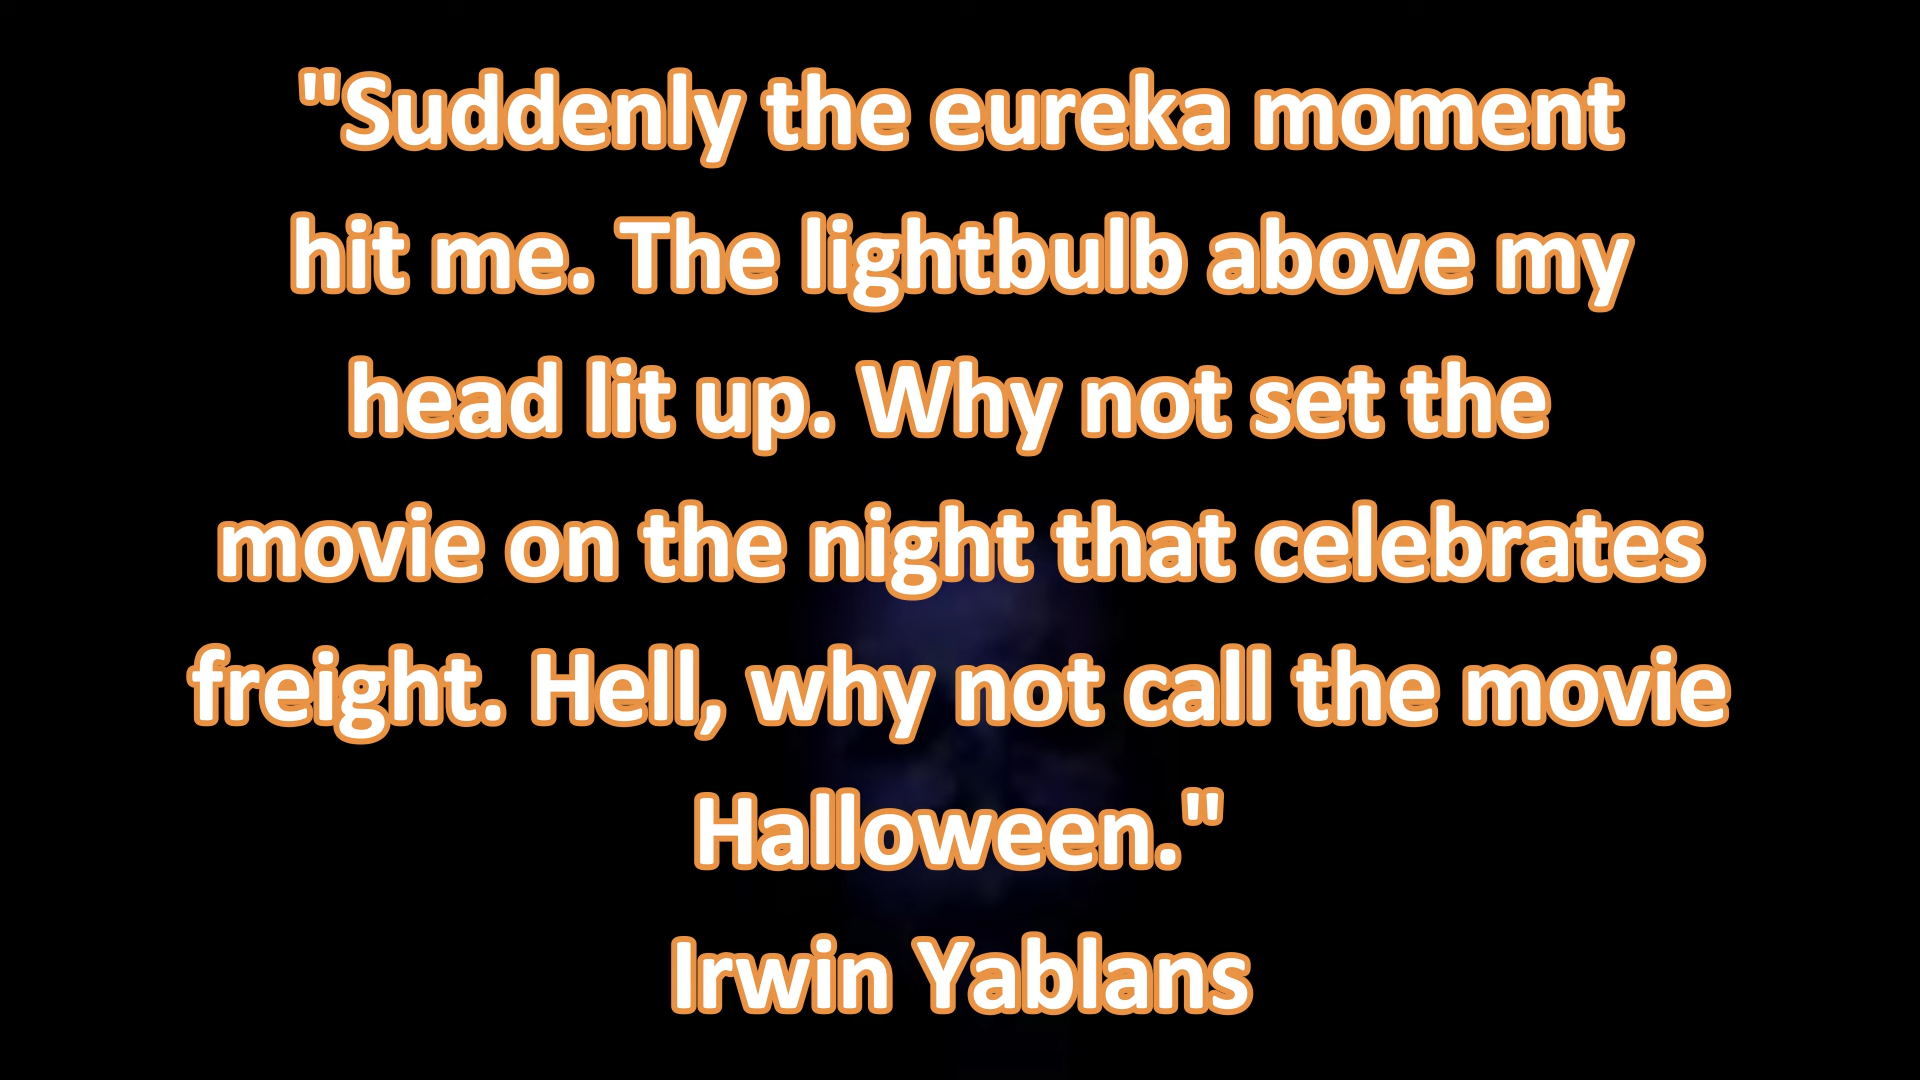 "Suddenly the eureka moment
hit me. The lightbulb above my
head lit up. Why not set the
movie on the night that celebrates
freight. Hell, why not call the movie
Halloween."
Irwin Yablans